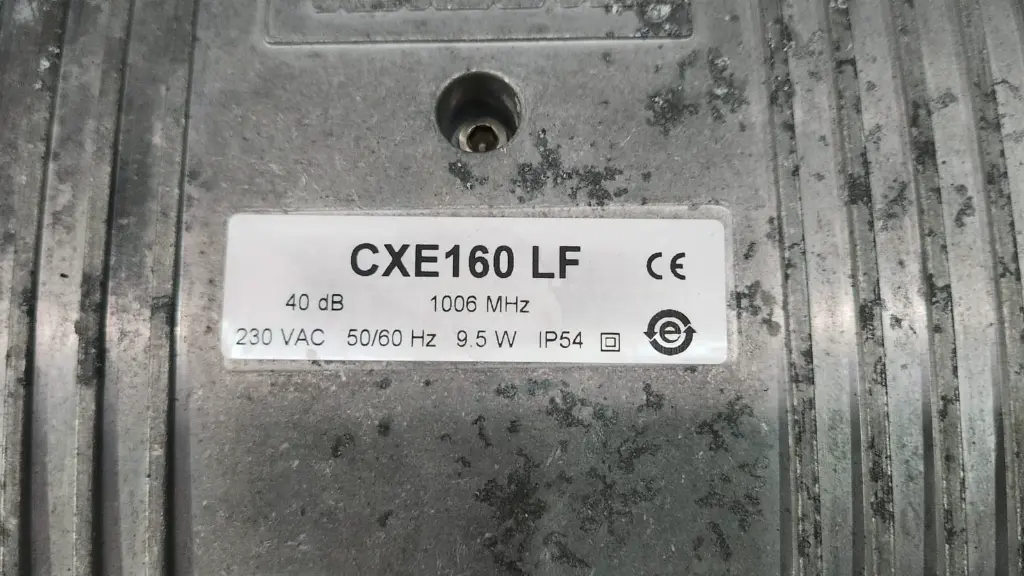 CXE160 LF CE
40 dB 1006 MHz
230 VAC 50/60 Hz 9.5 W IP54 e